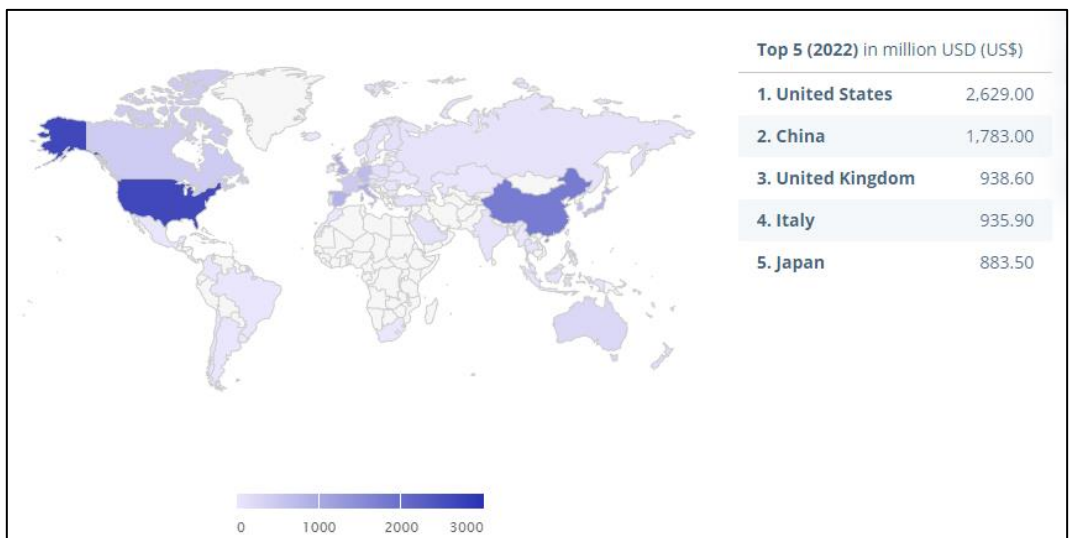 Top 5 (2022) in million USD (US$)
1. United States 2,629.00
2. China 1,783.00
3. United Kingdom 938.60
4. Italy 935.90
5. Japan 883.50
0 1000 2000 3000